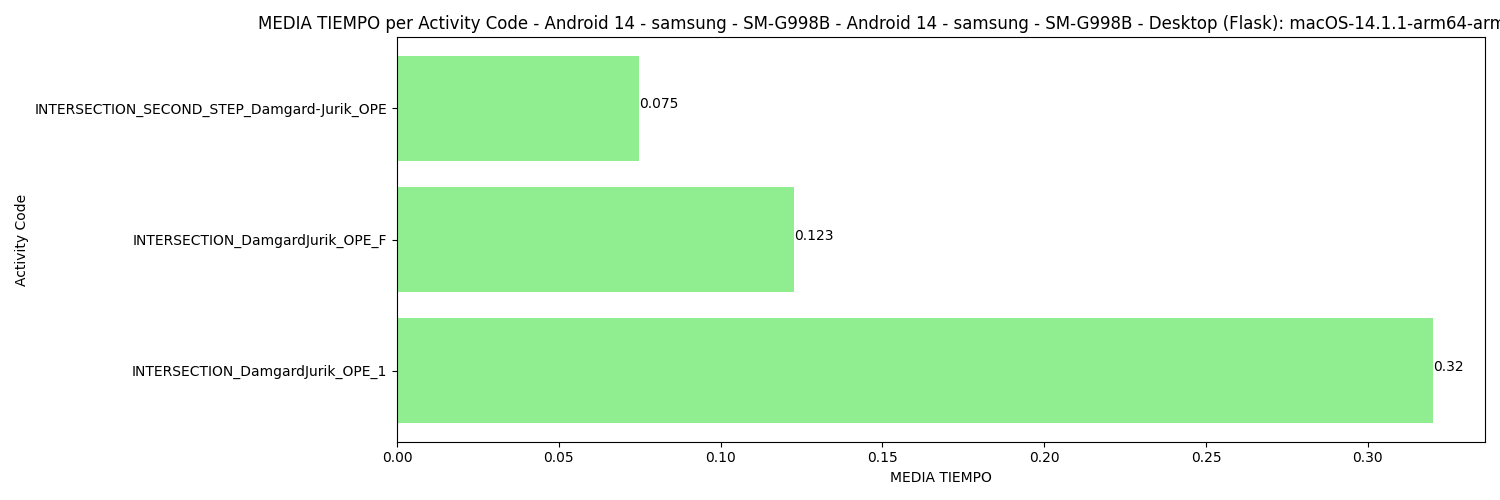 MEDIA TIEMPO per Activity Code - Android 14 - samsung - SM-G998B - Android 14 - samsung - SM-G998B - Desktop (Flask): macOS-14.1.1-arm64-arm
INTERSECTION_SECOND_STEP_Damgard-Jurik_OPE
0.075
INTERSECTION_DamgardJurik_OPE_F
0.123
INTERSECTION_DamgardJurik_OPE_1
0.32
Activity Code
0.00 0.05 0.10 0.15 0.20 0.25 0.30
MEDIA TIEMPO